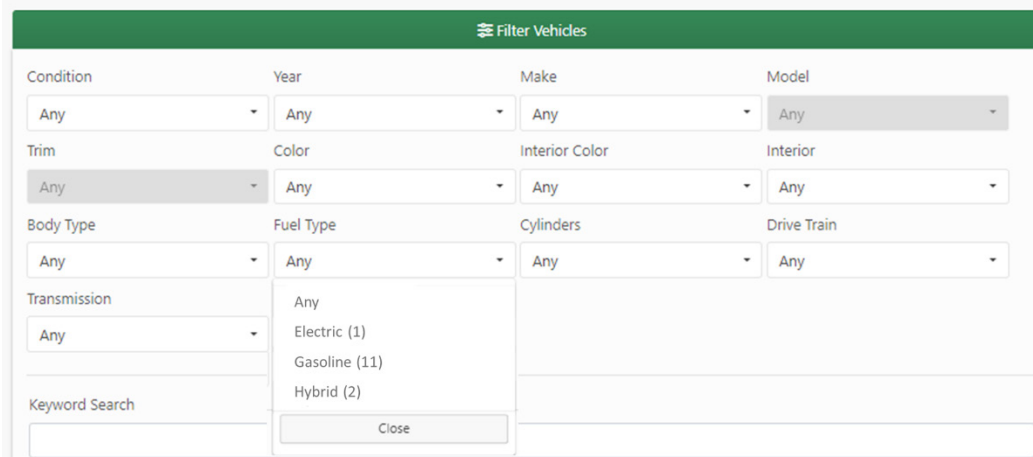 Filter Vehicles
Condition Year Make Model
Any Any Any Any
Trim Color Interior Color Interior
Any Any Any Any
Body Type Fuel Type Cylinders Drive Train
Any Any Any Any
Transmission
Any
Any
Electric (1)
Gasoline (11)
Hybrid (2)
Close
Keyword Search